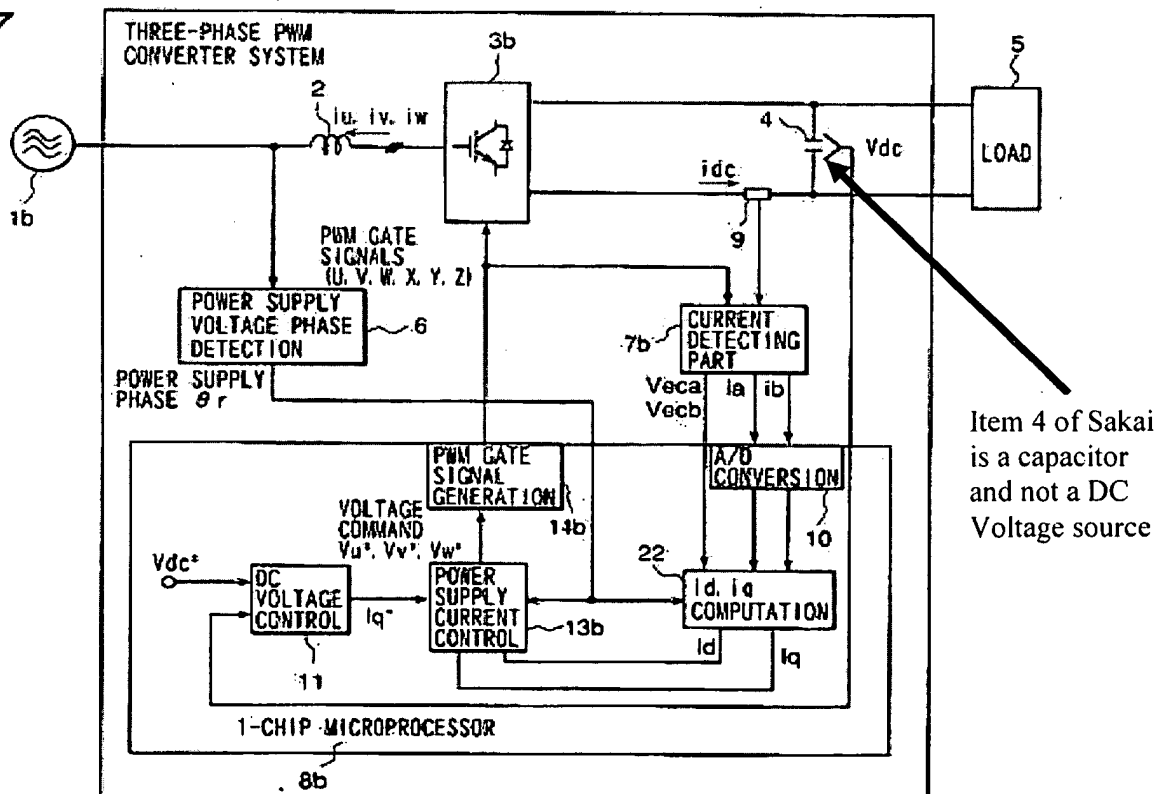 7
THREE-PHASE PWM
CONVERTER SYSTEM
3b
5
2
iu, iv, iw
4
Vdc
LOAD
1b
idc
9
PWM GATE
SIGNALS
(U, V, W, X, Y, Z)
POWER SUPPLY
VOLTAGE PHASE
DETECTION
6
7b
CURRENT
DETECTING
PART
POWER SUPPLY
PHASE θr
Veca
Vecb
ia
ib
Item 4 of Sakai
is a capacitor
and not a DC
Voltage source
PWM GATE
SIGNAL
GENERATION
14b
A/D
CONVERSION
10
VOLTAGE
COMMAND
Vu*, Vv*, Vw*
22
Vdc*
DC
VOLTAGE
CONTROL
11
Iq*
POWER
SUPPLY
CURRENT
CONTROL
13b
Id, iq
COMPUTATION
Id
Iq
1-CHIP MICROPROCESSOR
8b